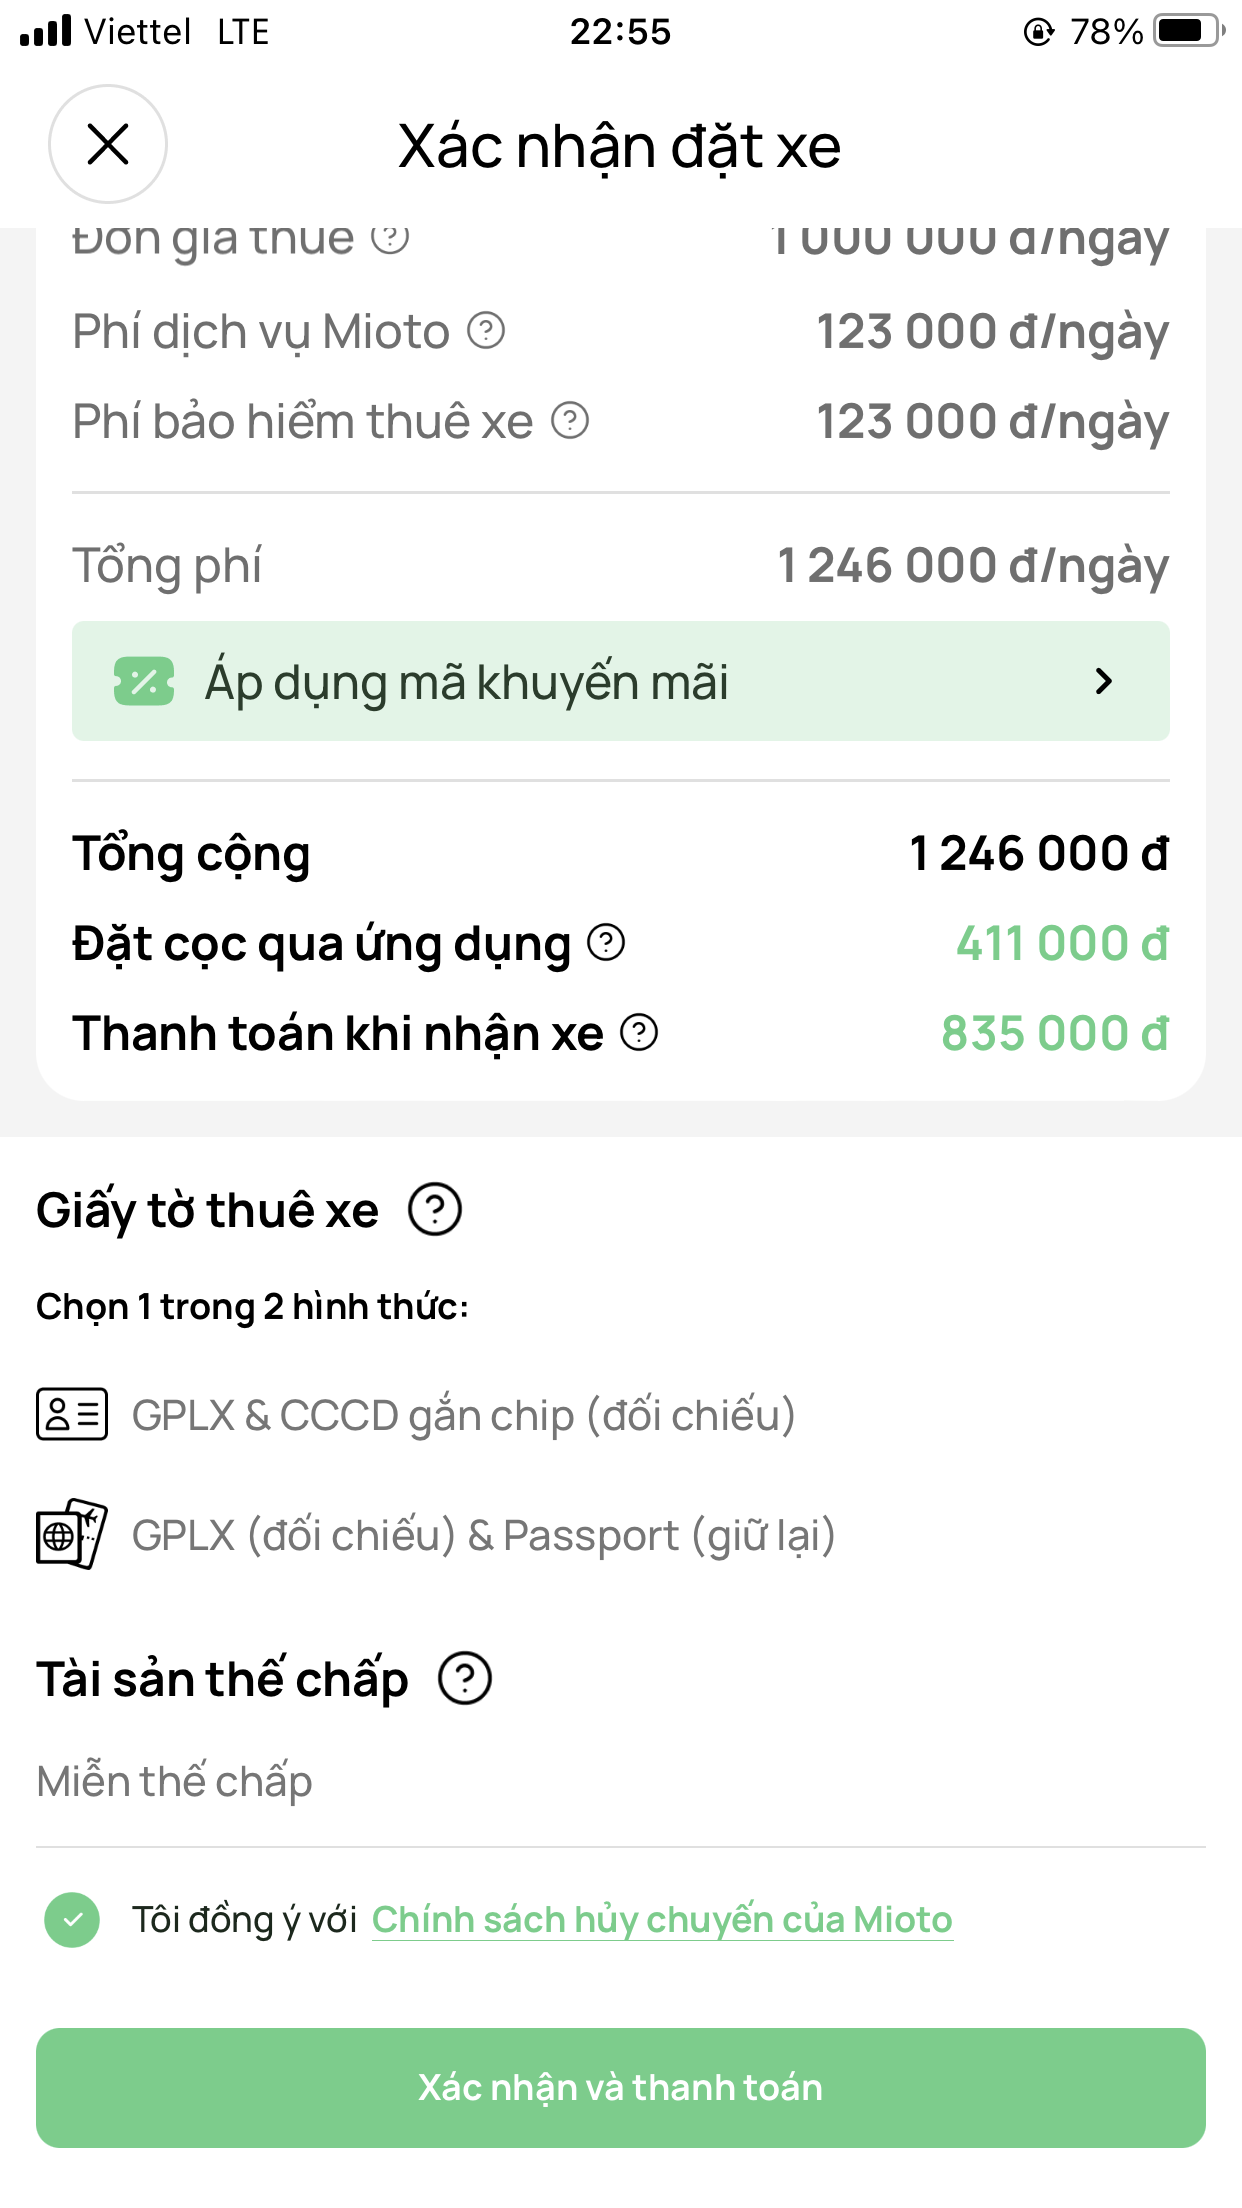 Viettel LTE 22:55 78%
Xác nhận đặt xe
Đơn giá thuê 1 000 000 đ/ngày
Phí dịch vụ Mioto 123 000 đ/ngày
Phí bảo hiểm thuê xe 123 000 đ/ngày
Tổng phí 1 246 000 đ/ngày
Áp dụng mã khuyến mãi
Tổng cộng 1 246 000 đ
Đặt cọc qua ứng dụng 411 000 đ
Thanh toán khi nhận xe 835 000 đ
Giấy tờ thuê xe
Chọn 1 trong 2 hình thức:
GPLX & CCCD gắn chip (đối chiếu)
GPLX (đối chiếu) & Passport (giữ lại)
Tài sản thế chấp
Miễn thế chấp
Tôi đồng ý với Chính sách hủy chuyến của Mioto
Xác nhận và thanh toán